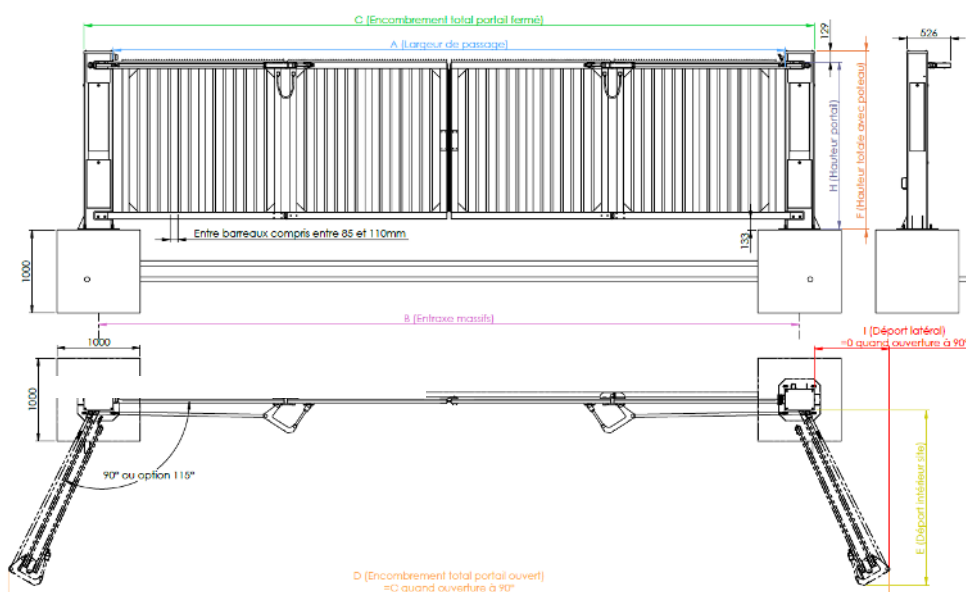 C (Encombrement total portail fermé)
A (Largeur de passage)
129
526
H (Hauteur portail)
F (Hauteur totale avec poteau)
Entre barreaux compris entre 85 et 110mm
133
1000
B (Entraxe massifs)
1000
I (Départ latéral)
=0 quand ouverture à 90°
1000
90° ou option 115°
E (Départ intérieur site)
D (Encombrement total portail ouvert)
=C quand ouverture à 90°